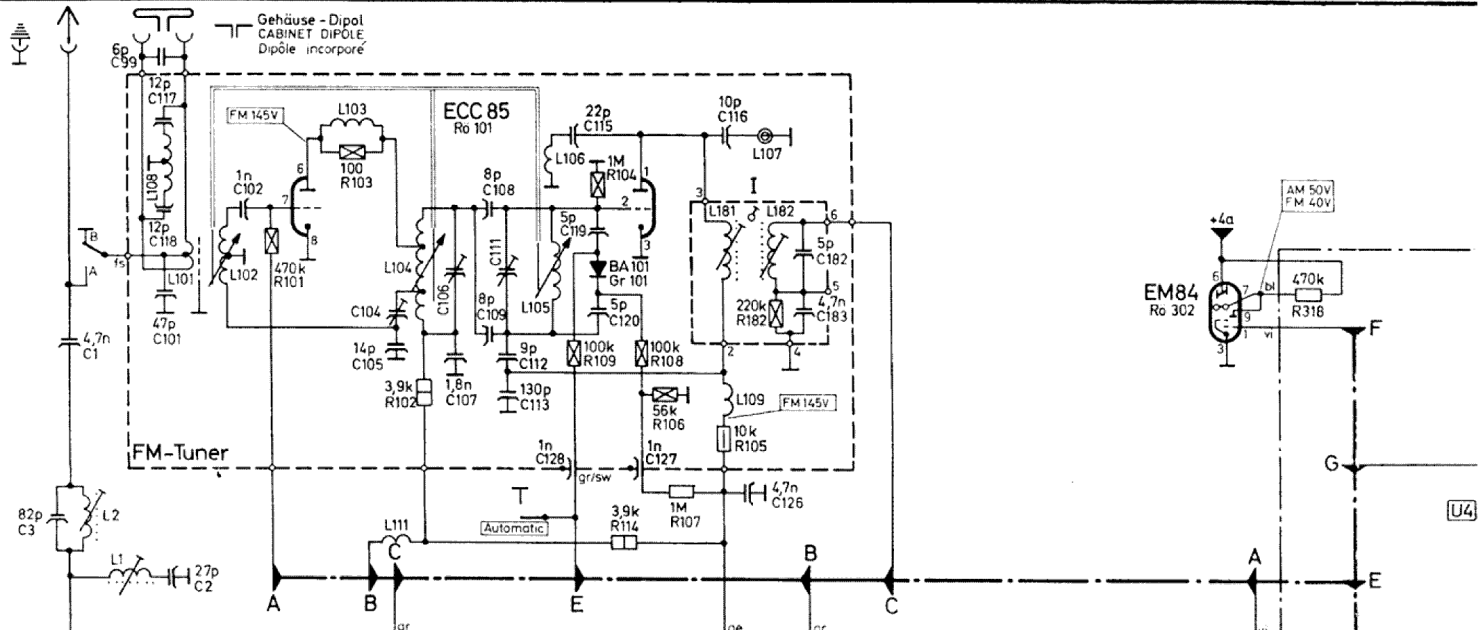 Gehäuse - Dipol
CABINET DIPOLE
Dipôle incorporé
6p
C99
12p
C117
FM 145V
L103
100
R103
ECC 85
Rö 101
22p
C115
10p
C116
L107
L106
1M
R104
L108
1n
C102
6
7
8
8p
C108
1
2
3
3
I
L181
L182
6
AM 50V
FM 40V
+4a
12p
C118
B
A
fs
L101
L102
470k
R101
L104
C106
C111
5p
C119
L105
BA 101
Gr 101
5p
C182
5
EM84
Rö 302
6
7
bl
9
1
vi
3
470k
R318
F
47p
C101
C104
8p
C109
5p
C120
220k
R182
4,7n
C183
2
4
4,7n
C1
14p
C105
1,8n
C107
9p
C112
100k
R109
100k
R108
3,9k
R102
130p
C113
56k
R106
L109
FM 145V
10k
R105
FM-Tuner
1n
C128
gr/sw
1n
C127
G
82p
C3
L2
Automatic
1M
R107
4,7n
C126
U4
L111
3,9k
R114
L1
27p
C2
A
B
C
E
B
C
A
E
gr
ge